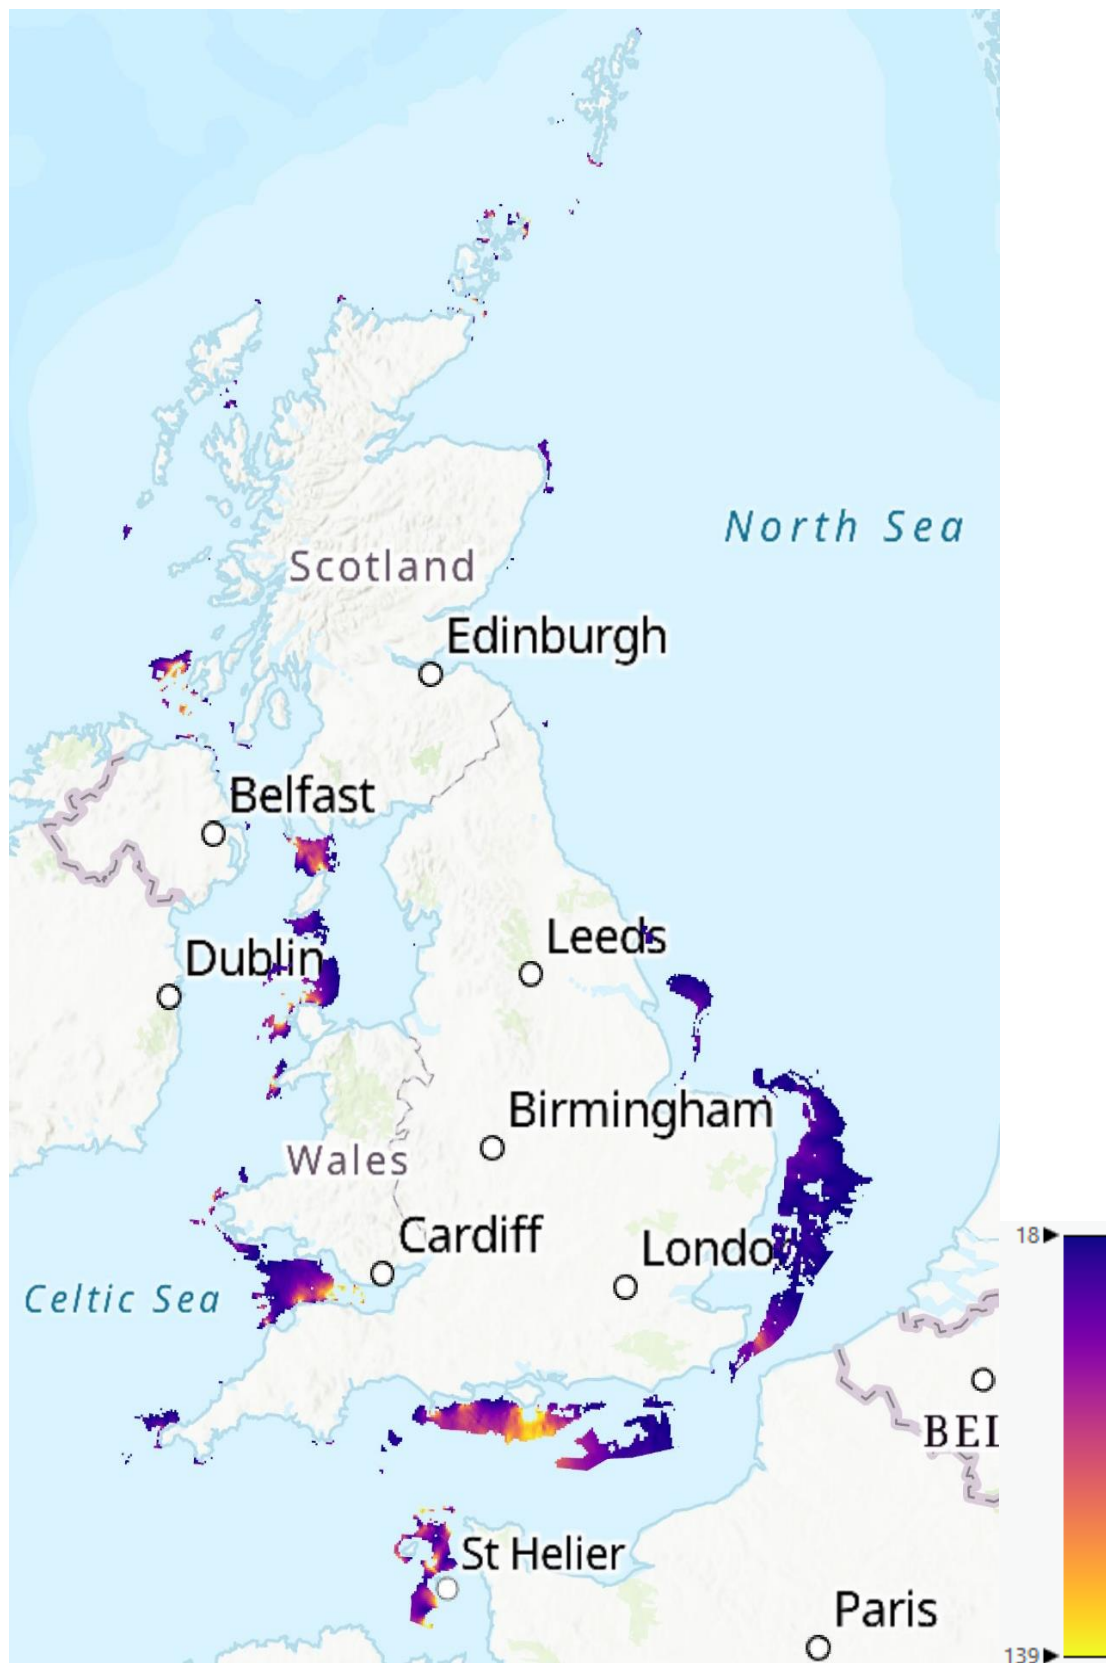 North Sea
Scotland
Edinburgh
Belfast
Leeds
Dublin
Birmingham
Wales
Cardiff
Londo
18
Celtic Sea
BEI
St Helier
Paris
139